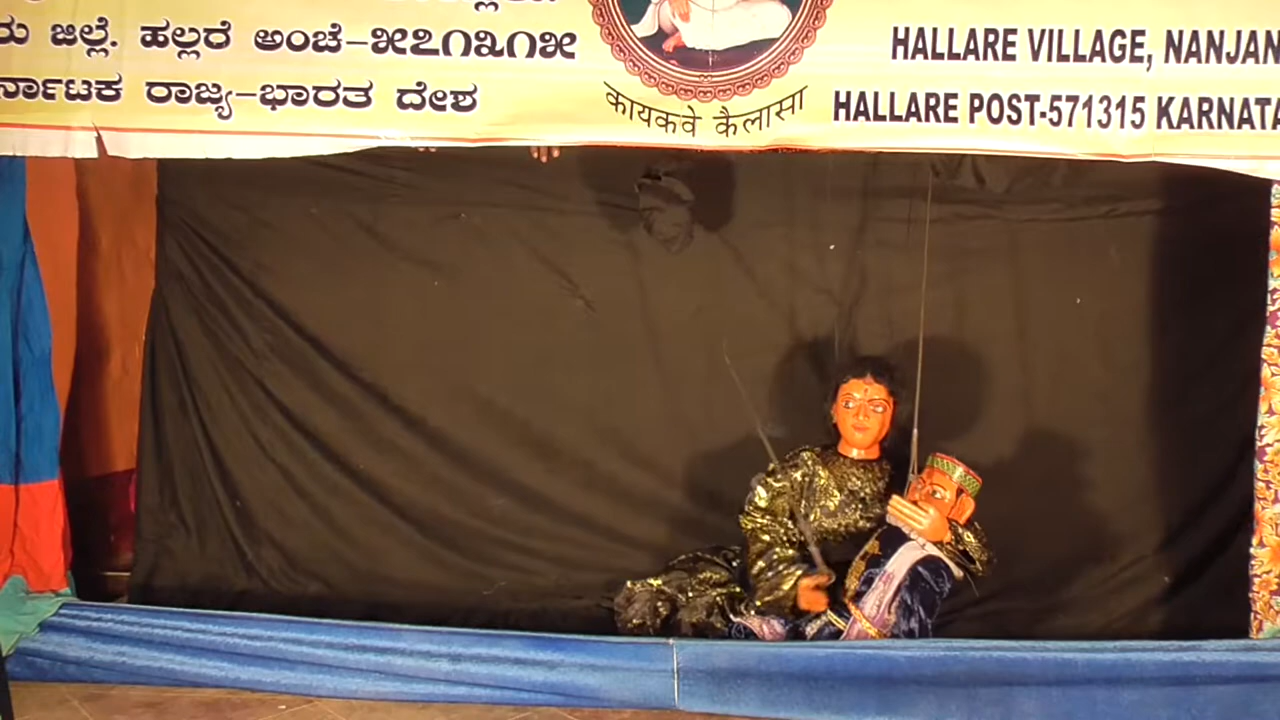 ರು ಜಿಲ್ಲೆ. ಹಲ್ಲರೆ ಅಂಚೆ-೫೭೧೩೧೫
ರ್ನಾಟಕ ರಾಜ್ಯ-ಭಾರತ ದೇಶ
कायकवे कैलासा
HALLARE VILLAGE, NANJAN
HALLARE POST-571315 KARNATA